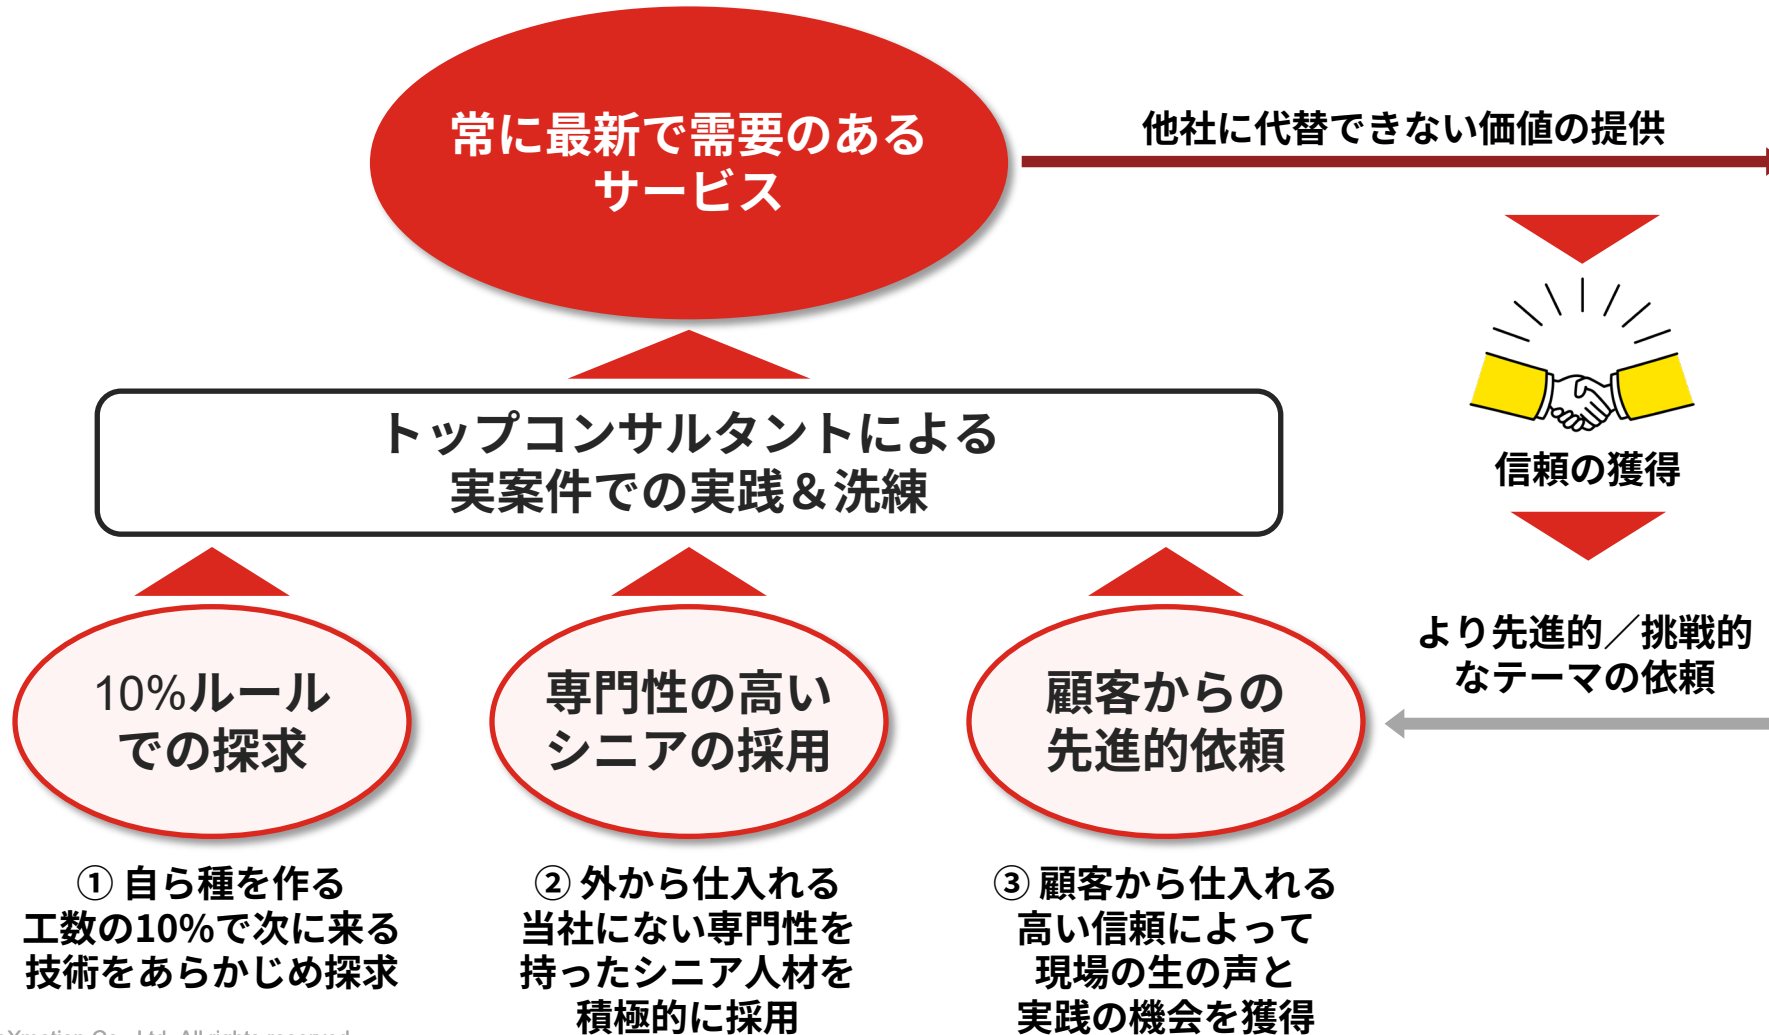 常に最新で需要のある
サービス
他社に代替できない価値の提供
信頼の獲得
より先進的／挑戦的
なテーマの依頼
トップコンサルタントによる
実案件での実践＆洗練
10%ルール
での探求
専門性の高い
シニアの採用
顧客からの
先進的依頼
① 自ら種を作る
工数の10%で次に来る
技術をあらかじめ探求
② 外から仕入れる
当社にない専門性を
持ったシニア人材を
積極的に採用
③ 顧客から仕入れる
高い信頼によって
現場の生の声と
実践の機会を獲得
Co., Ltd. All rights reserved